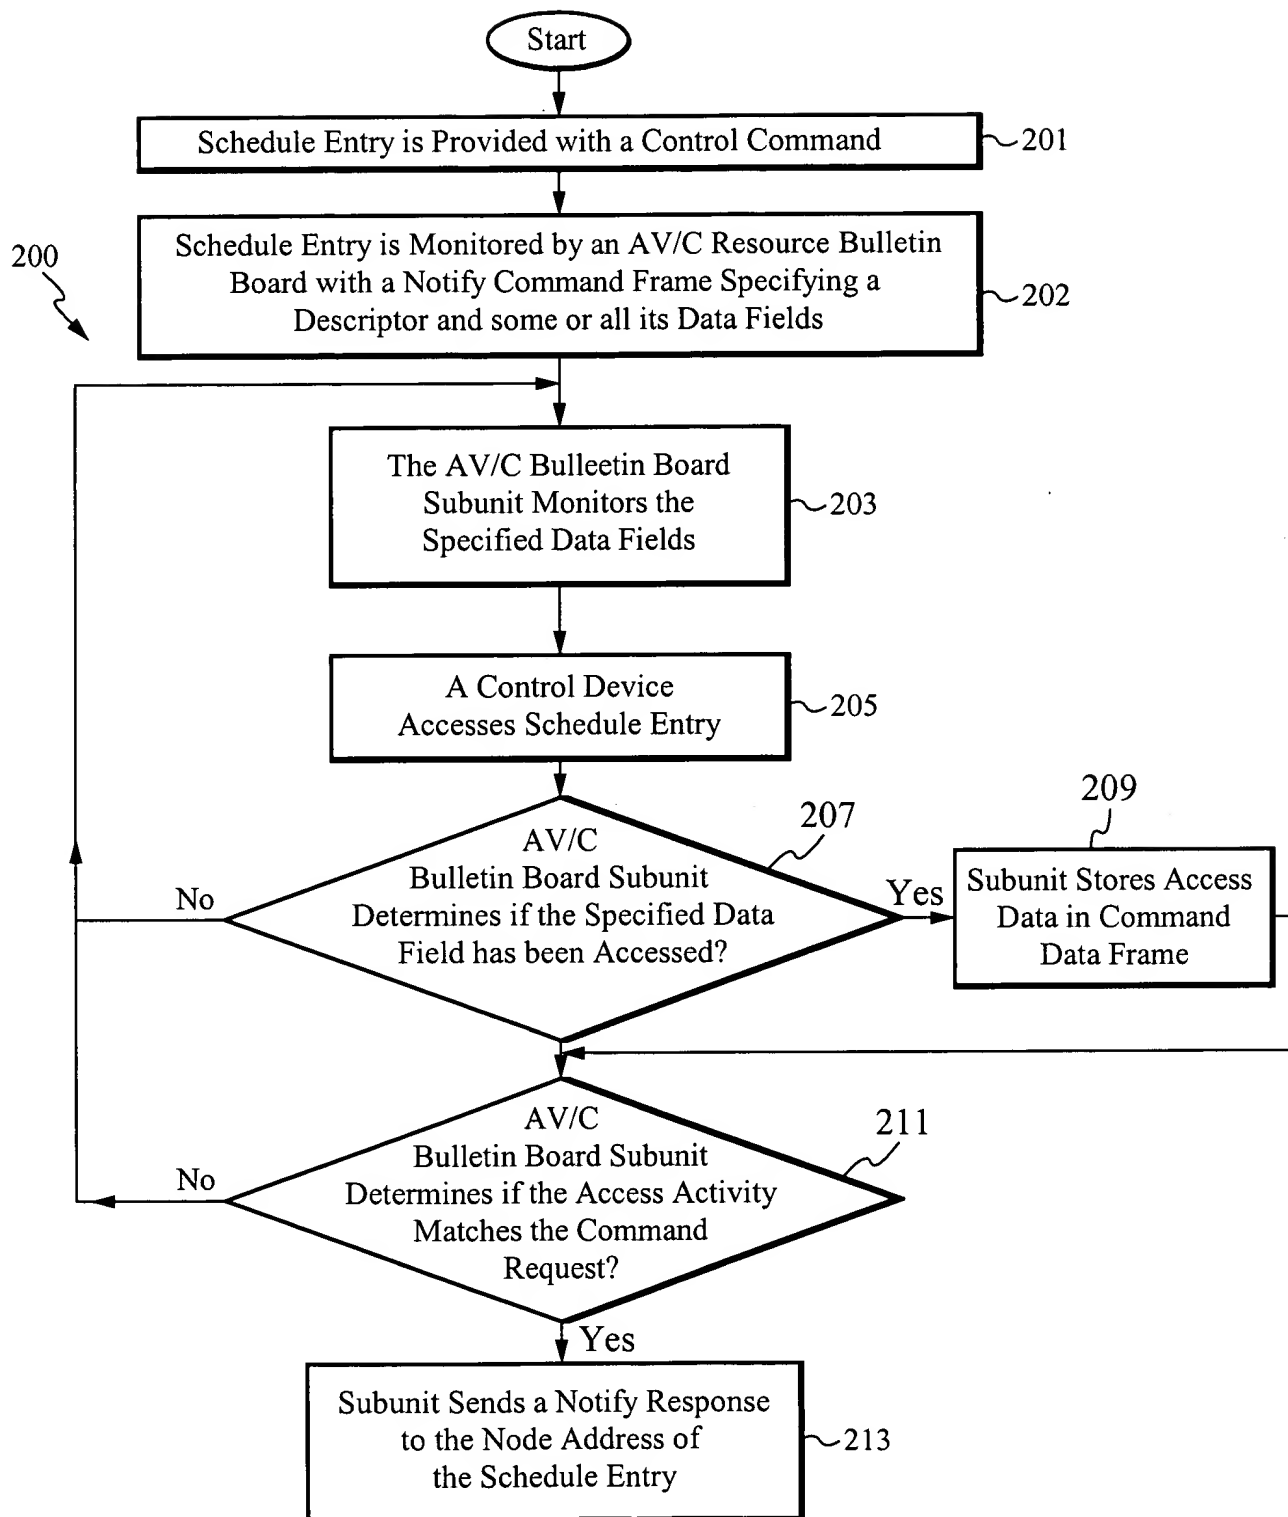 Start
Schedule Entry is Provided with a Control Command
201
200
Schedule Entry is Monitored by an AV/C Resource Bulletin
Board with a Notify Command Frame Specifying a
Descriptor and some or all its Data Fields
202
The AV/C Bulleetin Board
Subunit Monitors the
Specified Data Fields
203
A Control Device
Accesses Schedule Entry
205
AV/C
Bulletin Board Subunit
Determines if the Specified Data
Field has been Accessed?
207
No
Yes
209
Subunit Stores Access
Data in Command
Data Frame
AV/C
Bulletin Board Subunit
Determines if the Access Activity
Matches the Command
Request?
211
No
Yes
Subunit Sends a Notify Response
to the Node Address of
the Schedule Entry
213